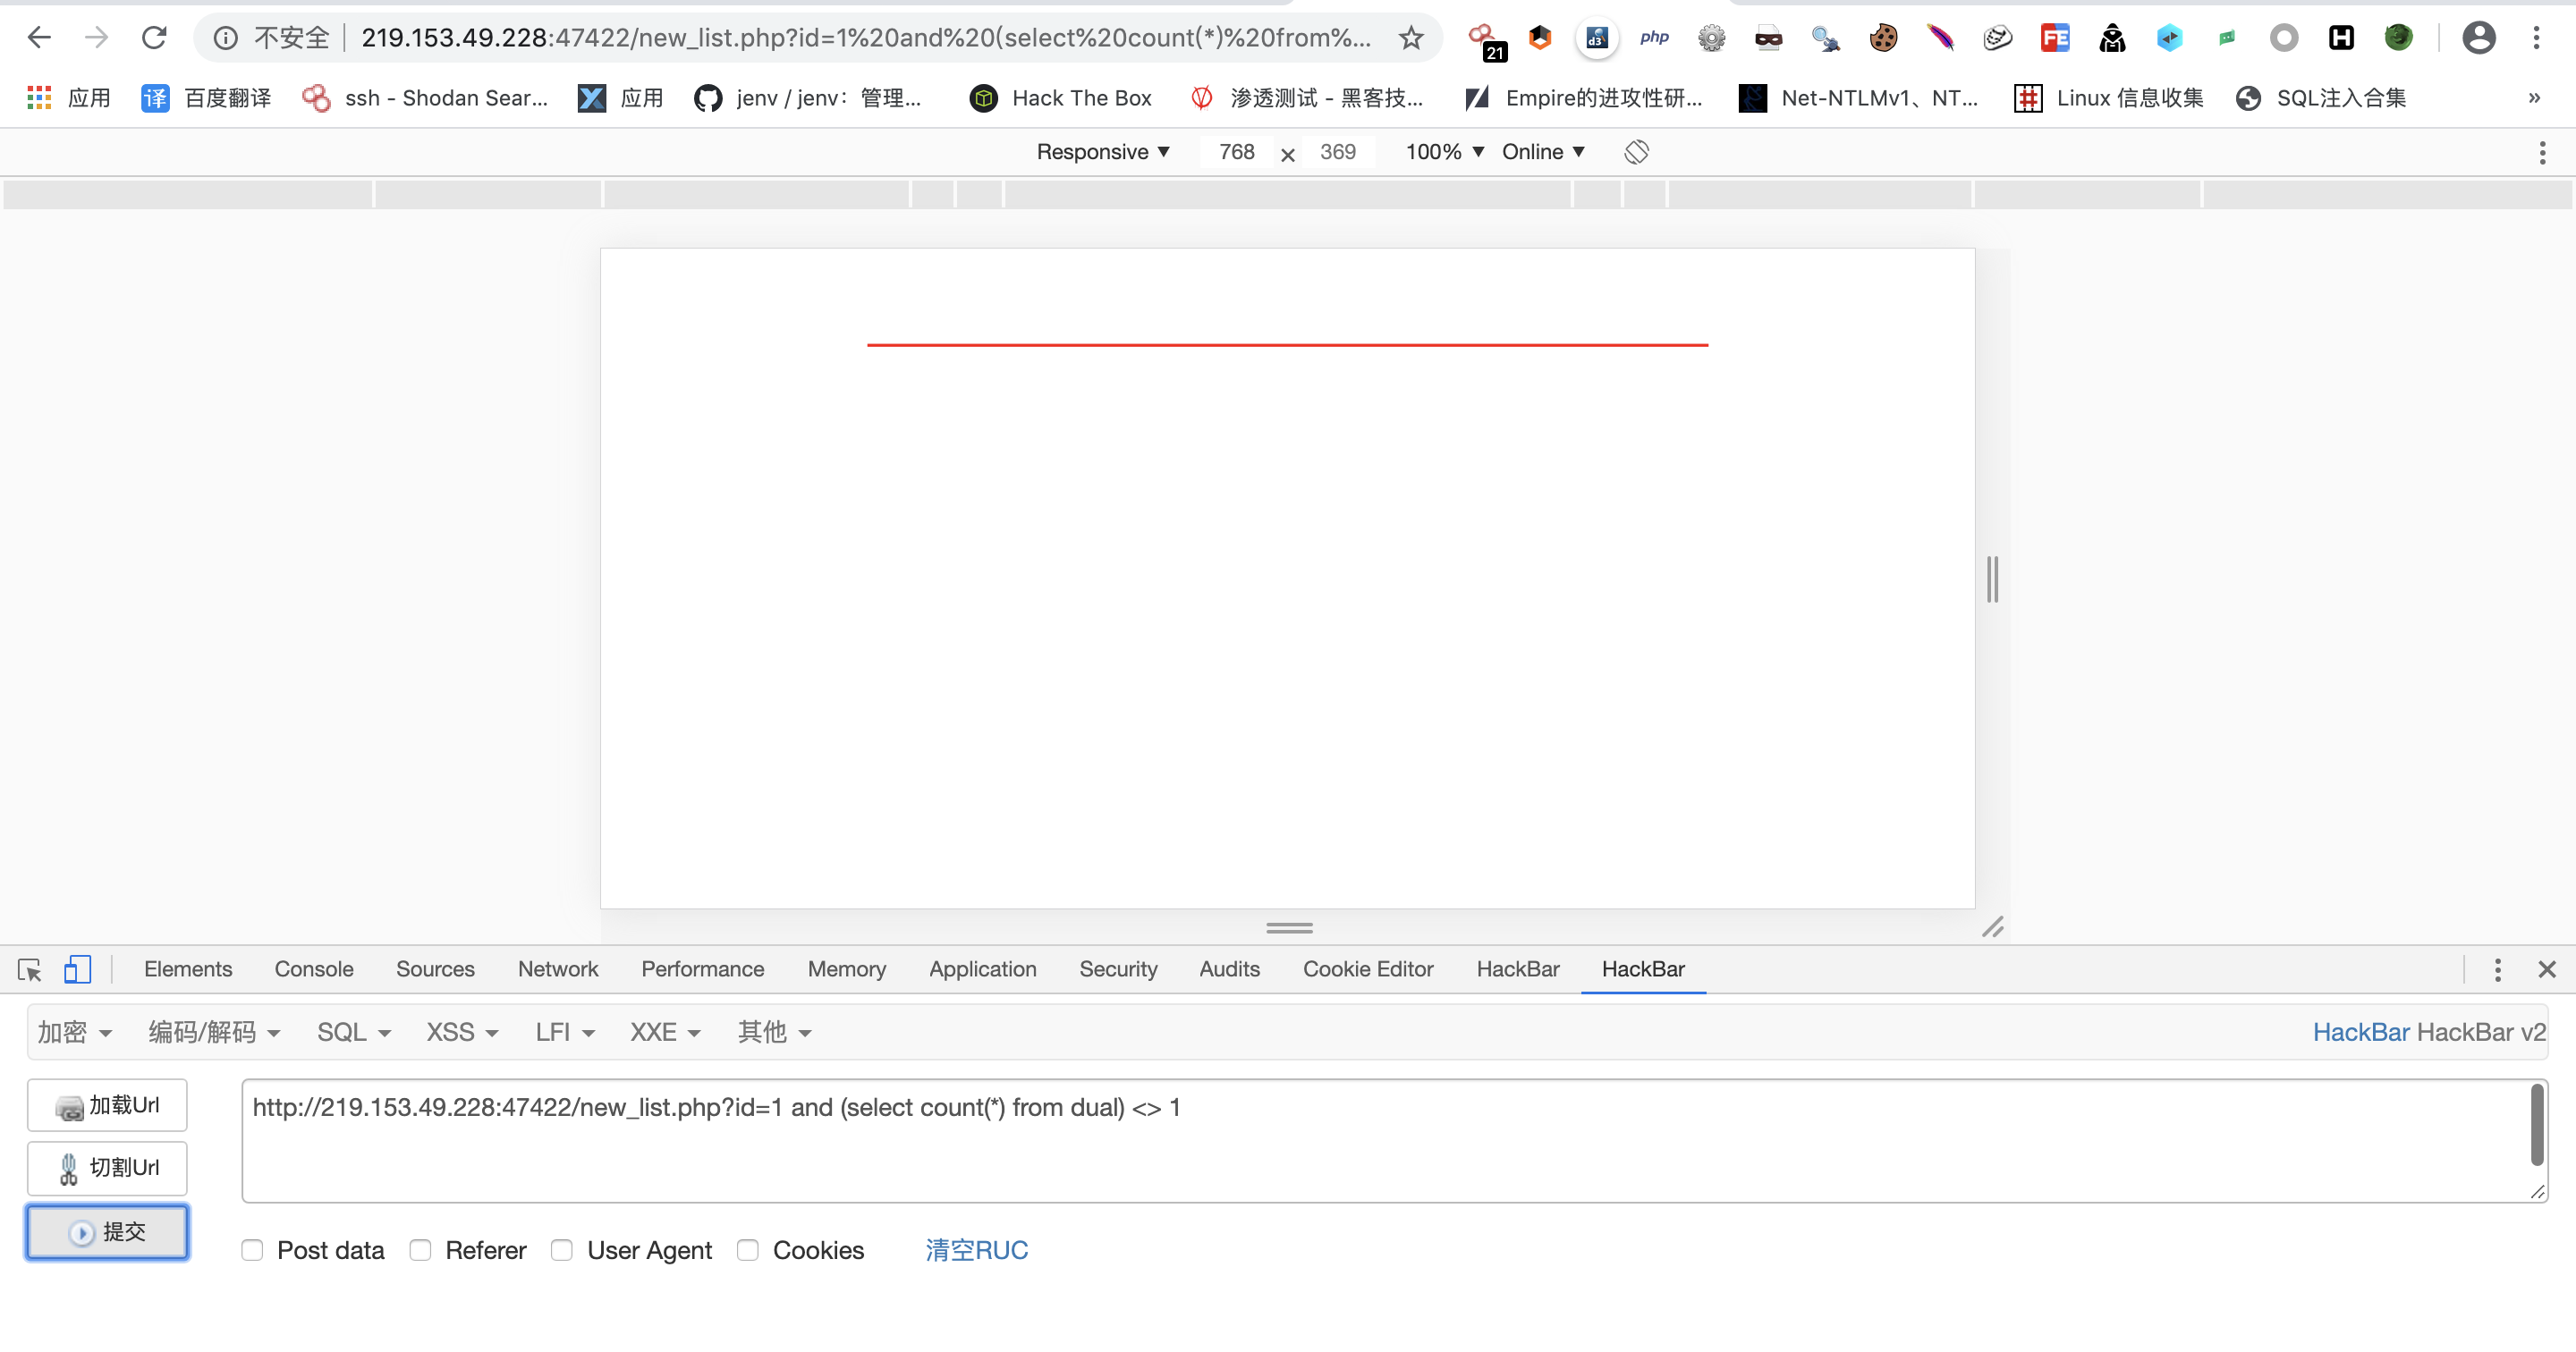 不安全 219.153.49.228:47422/new_list.php?id=1%20and%20(select%20count(*)%20from%...
21 d3 php FE H
应用 译 百度翻译 ssh - Shodan Sear... 应用 jenv / jenv：管理... Hack The Box 渗透测试 - 黑客技... Empire的进攻性研... Net-NTLMv1、NT... Linux 信息收集 SQL注入合集 »
Responsive 768 × 369 100% Online
Elements Console Sources Network Performance Memory Application Security Audits Cookie Editor HackBar HackBar
加密 编码/解码 SQL XSS LFI XXE 其他 HackBar HackBar v2
加载Url
http://219.153.49.228:47422/new_list.php?id=1 and (select count(*) from dual) <> 1
切割Url
提交
Post data Referer User Agent Cookies 清空RUC